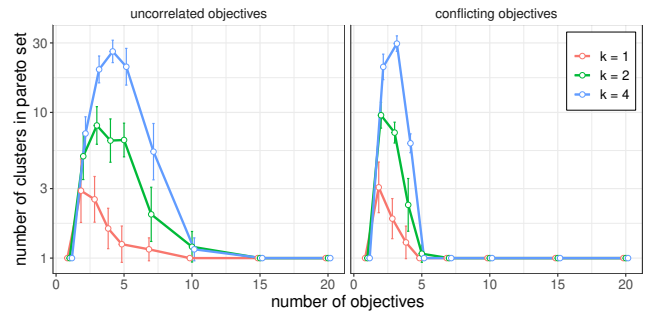 uncorrelated objectives
conflicting objectives
number of clusters in pareto set
30
10
3
1
k = 1
k = 2
k = 4
0 5 10 15 20
0 5 10 15 20
number of objectives